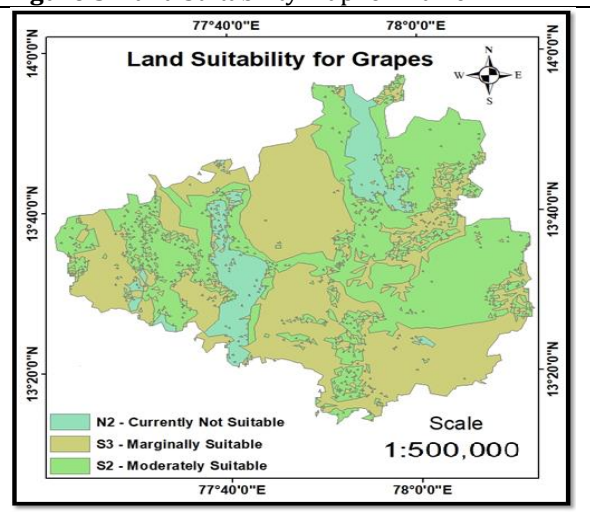 77°40'0"E 78°0'0"E
Land Suitability for Grapes
N
W E
S
14°0'0"N 14°0'0"N
13°40'0"N 13°40'0"N
13°20'0"N 13°20'0"N
N2 - Currently Not Suitable
S3 - Marginally Suitable
S2 - Moderately Suitable
Scale
1:500,000
77°40'0"E 78°0'0"E